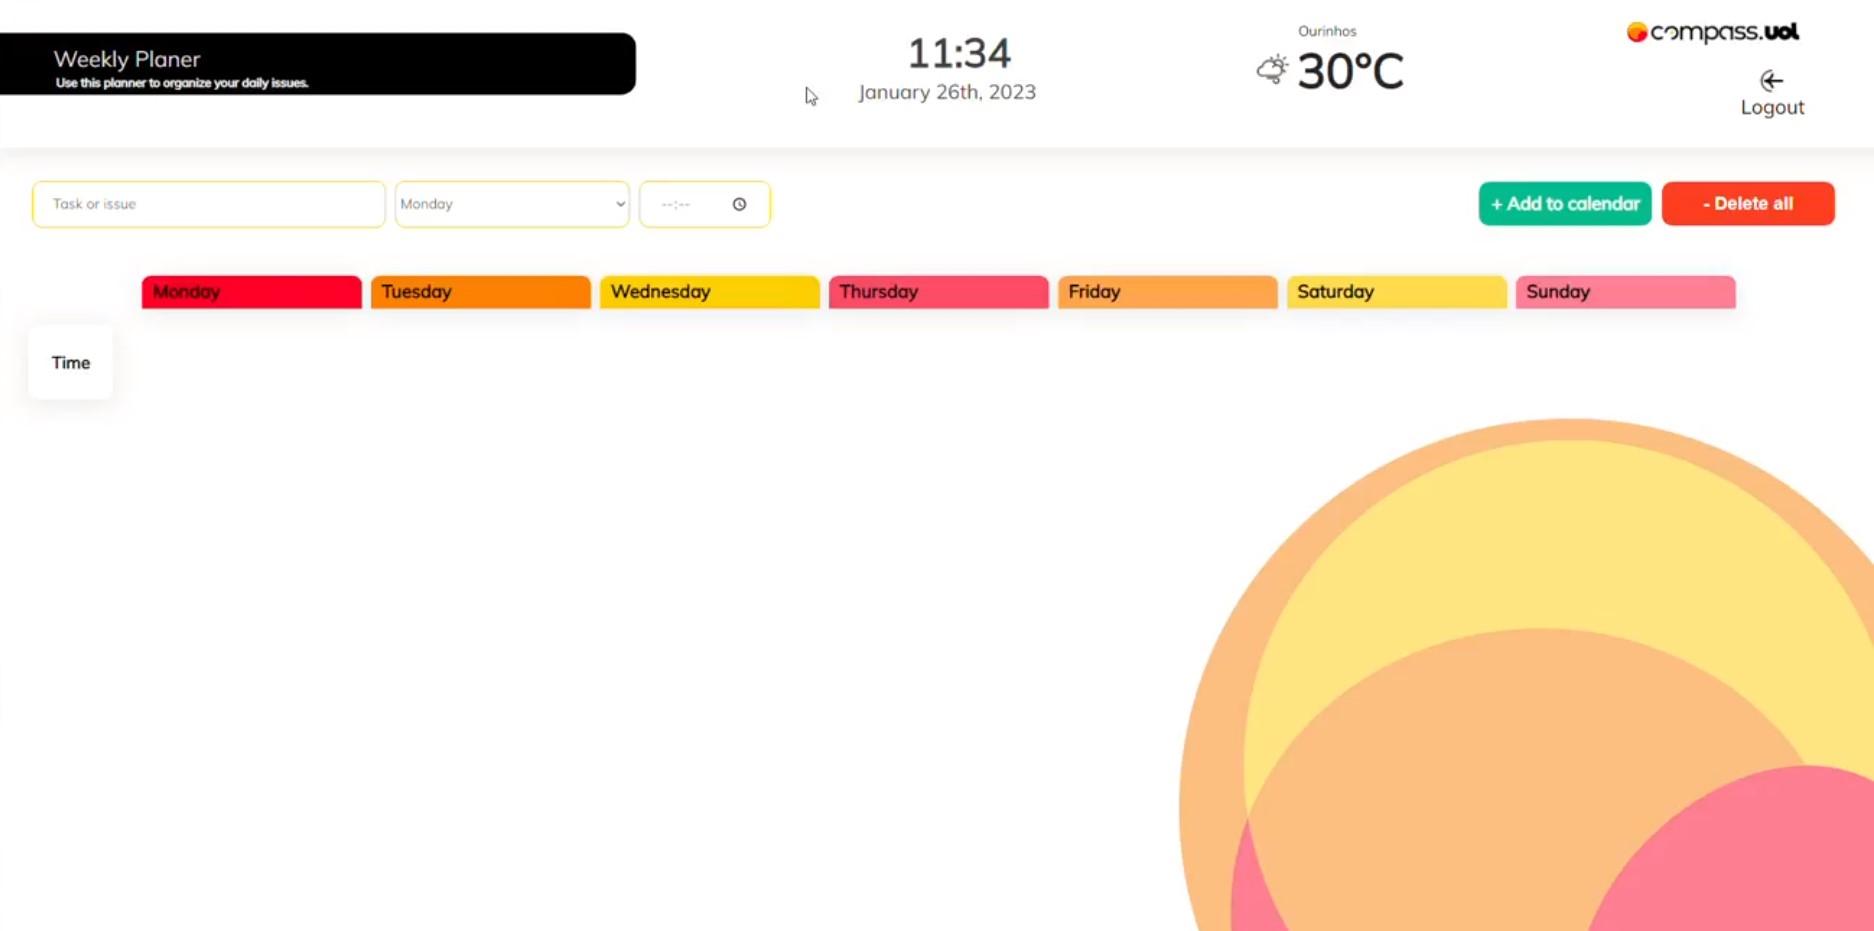 Weekly Planer
Use this planner to organize your daily issues.
11:34
January 26th, 2023
Ourinhos
30°C
compass.uol
Logout
Task or issue
Monday
--:--
+ Add to calendar
- Delete all
Monday
Tuesday
Wednesday
Thursday
Friday
Saturday
Sunday
Time